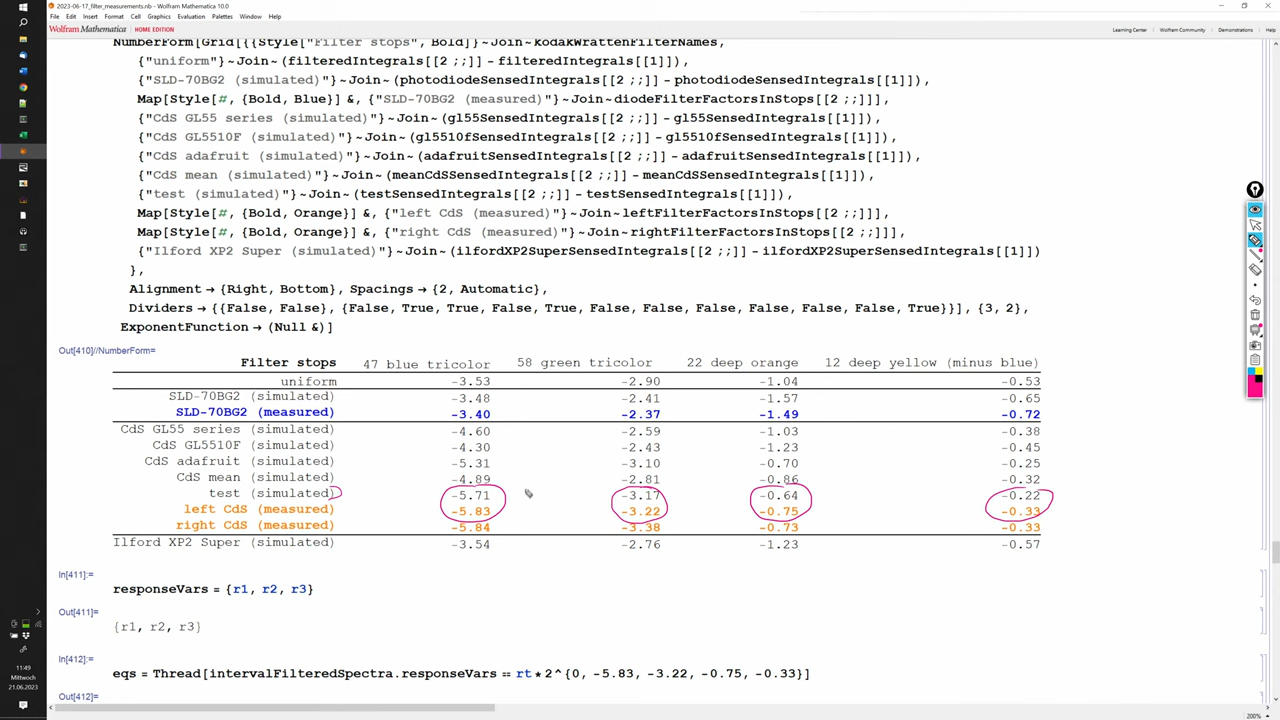 2023-06-17_filter_measurements.nb - Wolfram Mathematica 10.0
File Edit Insert Format Cell Graphics Evaluation Palettes Window Help
Wolfram Mathematica | HOME EDITION
Learning Center | Wolfram Community | Demonstrations | Help
NumberForm[Grid[{{Style["Filter stops", Bold]}~Join~kodakWrattenFilterNames,
{"uniform"}~Join~(filteredIntegrals[[2 ;;]] - filteredIntegrals[[1]]),
{"SLD-70BG2 (simulated)"}~Join~(photodiodeSensedIntegrals[[2 ;;]] - photodiodeSensedIntegrals[[1]]),
Map[Style[#, {Bold, Blue}] &, {"SLD-70BG2 (measured)"}~Join~diodeFilterFactorsInStops[[2 ;;]]],
{"CdS GL55 series (simulated)"}~Join~(gl55SensedIntegrals[[2 ;;]] - gl55SensedIntegrals[[1]]),
{"CdS GL5510F (simulated)"}~Join~(gl5510fSensedIntegrals[[2 ;;]] - gl5510fSensedIntegrals[[1]]),
{"CdS adafruit (simulated)"}~Join~(adafruitSensedIntegrals[[2 ;;]] - adafruitSensedIntegrals[[1]]),
{"CdS mean (simulated)"}~Join~(meanCdSSensedIntegrals[[2 ;;]] - meanCdSSensedIntegrals[[1]]),
{"test (simulated)"}~Join~(testSensedIntegrals[[2 ;;]] - testSensedIntegrals[[1]]),
Map[Style[#, {Bold, Orange}] &, {"left CdS (measured)"}~Join~leftFilterFactorsInStops[[2 ;;]]],
Map[Style[#, {Bold, Orange}] &, {"right CdS (measured)"}~Join~rightFilterFactorsInStops[[2 ;;]]],
{"Ilford XP2 Super (simulated)"}~Join~(ilfordXP2SuperSensedIntegrals[[2 ;;]] - ilfordXP2SuperSensedIntegrals[[1]])
},
Alignment → {Right, Bottom}, Spacings → {2, Automatic},
Dividers → {{False, False}, {False, True, True, False, True, False, False, False, False, False, False, True}}], {3, 2},
ExponentFunction → (Null &)]
Out[410]//NumberForm=
Filter stops 47 blue tricolor 58 green tricolor 22 deep orange 12 deep yellow (minus blue)
uniform -3.53 -2.90 -1.04 -0.53
SLD-70BG2 (simulated) -3.48 -2.41 -1.57 -0.65
SLD-70BG2 (measured) -3.40 -2.37 -1.49 -0.72
CdS GL55 series (simulated) -4.60 -2.59 -1.03 -0.38
CdS GL5510F (simulated) -4.30 -2.43 -1.23 -0.45
CdS adafruit (simulated) -5.31 -3.10 -0.70 -0.25
CdS mean (simulated) -4.89 -2.81 -0.86 -0.32
test (simulated) -5.71 -3.17 -0.64 -0.22
left CdS (measured) -5.83 -3.22 -0.75 -0.33
right CdS (measured) -5.84 -3.38 -0.73 -0.33
Ilford XP2 Super (simulated) -3.54 -2.76 -1.23 -0.57
In[411]:=
responseVars = {r1, r2, r3}
Out[411]=
{r1, r2, r3}
In[412]:=
eqs = Thread[intervalFilteredSpectra.responseVars == rt * 2^{0, -5.83, -3.22, -0.75, -0.33}]
Out[412]=
11:49
Mittwoch
21.06.2023
200%